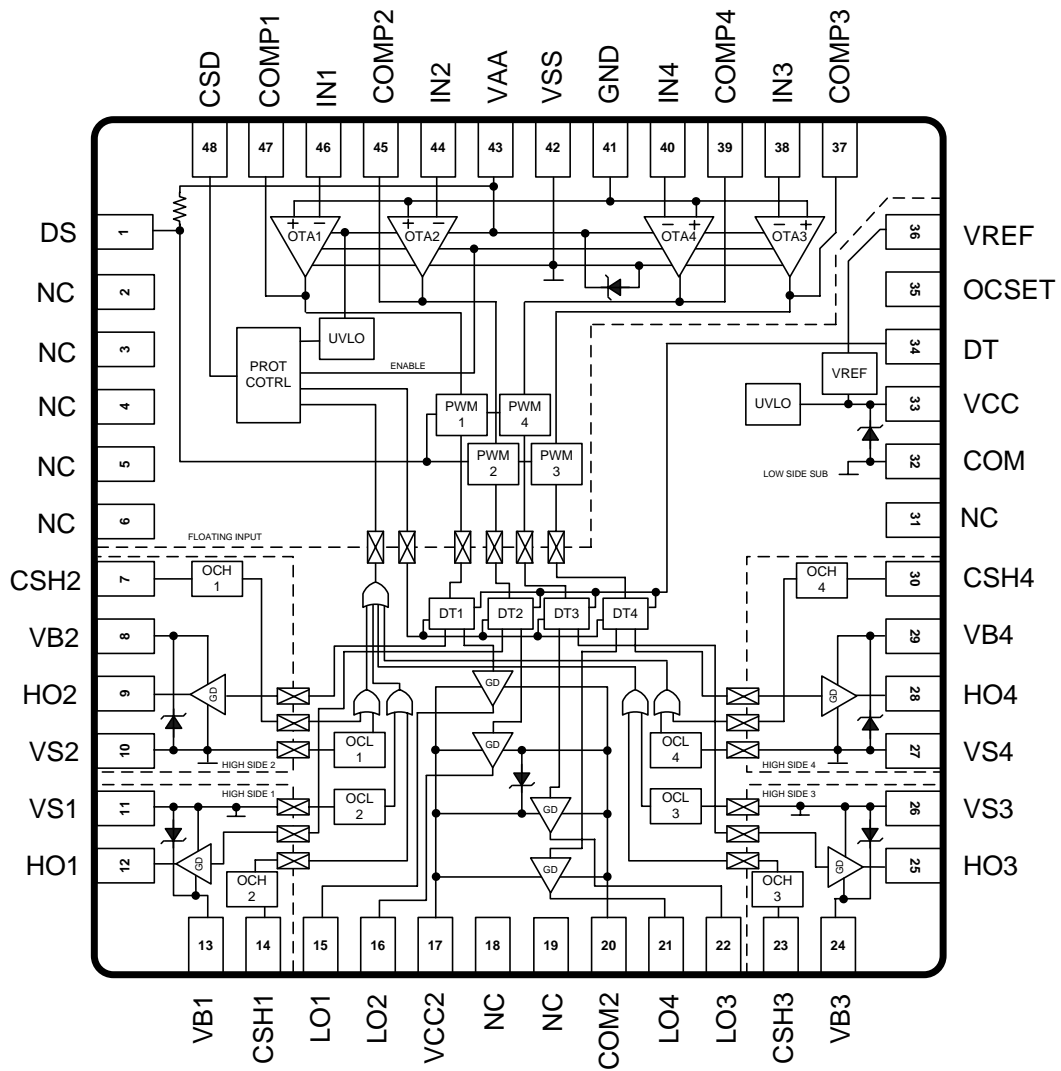 CSD
COMP1
IN1
COMP2
IN2
VAA
VSS
GND
IN4
COMP4
IN3
COMP3
48
47
46
45
44
43
42
41
40
39
38
37
DS
1
NC
2
NC
3
NC
4
NC
5
NC
6
CSH2
7
VB2
8
HO2
9
VS2
10
VS1
11
HO1
12
36
VREF
35
OCSET
34
DT
33
VCC
32
COM
31
NC
30
CSH4
29
VB4
28
HO4
27
VS4
26
VS3
25
HO3
+ −
OTA1
+ −
OTA2
− +
OTA4
− +
OTA3
UVLO
PROT
COTRL
ENABLE
PWM
1
PWM
4
PWM
2
PWM
3
VREF
UVLO
LOW SIDE SUB
FLOATING INPUT
OCH
1
OCH
4
DT1
DT2
DT3
DT4
GD
GD
GD
GD
GD
GD
GD
GD
OCL
1
OCL
4
HIGH SIDE 2
HIGH SIDE 4
HIGH SIDE 1
HIGH SIDE 3
OCL
2
OCL
3
OCH
2
OCH
3
13
14
15
16
17
18
19
20
21
22
23
24
VB1
CSH1
LO1
LO2
VCC2
NC
NC
COM2
LO4
LO3
CSH3
VB3